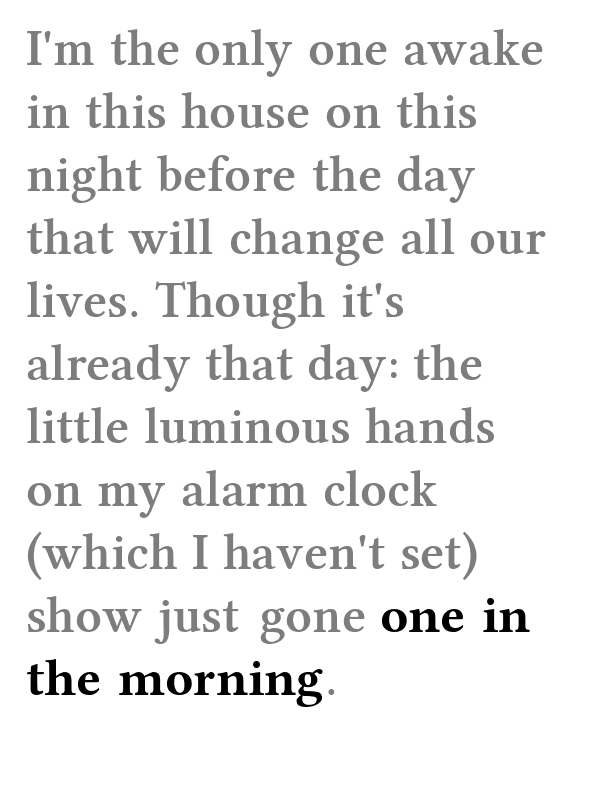 I'm the only one awake
in this house on this
night before the day
that will change all our
lives. Though it's
already that day: the
little luminous hands
on my alarm clock
(which I haven't set)
show just gone one in
the morning.